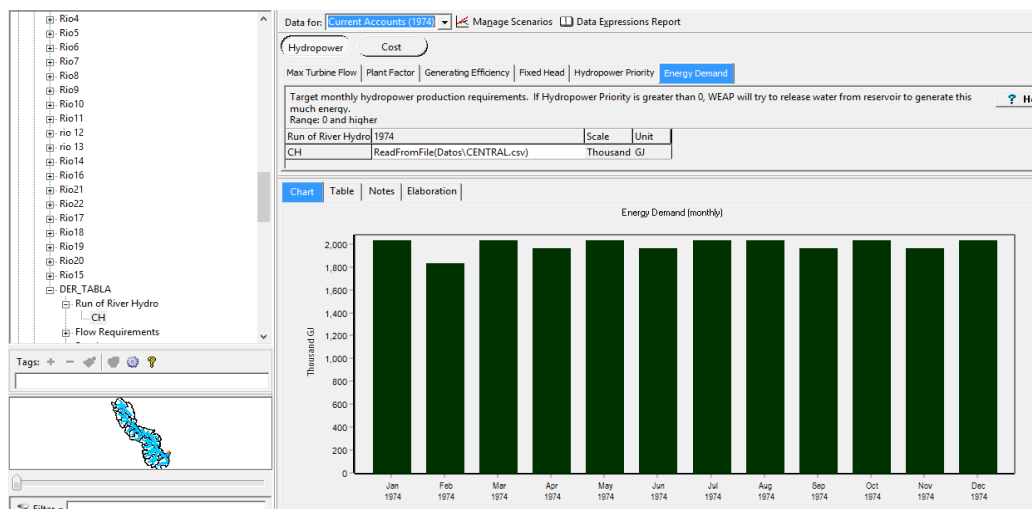 Rio4
Rio5
Rio6
Rio7
Rio8
Rio9
Rio10
Rio11
rio 12
rio 13
Rio14
Rio16
Rio21
Rio22
Rio17
Rio18
Rio19
Rio20
Rio15
DER_TABLA
Run of River Hydro
CH
Flow Requirements
Tags:
Data for: Current Accounts (1974) Manage Scenarios Data Expressions Report
Hydropower Cost
Max Turbine Flow Plant Factor Generating Efficiency Fixed Head Hydropower Priority Energy Demand
Target monthly hydropower production requirements. If Hydropower Priority is greater than 0, WEAP will try to release water from reservoir to generate this
much energy.
Range: 0 and higher
? H
Run of River Hydro 1974 Scale Unit
CH ReadFromFile(Datos\CENTRAL.csv) Thousand GJ
Chart Table Notes Elaboration
Energy Demand (monthly)
Thousand GJ
2,000
1,800
1,600
1,400
1,200
1,000
800
600
400
200
0
Jan Feb Mar Apr May Jun Jul Aug Sep Oct Nov Dec
1974 1974 1974 1974 1974 1974 1974 1974 1974 1974 1974 1974